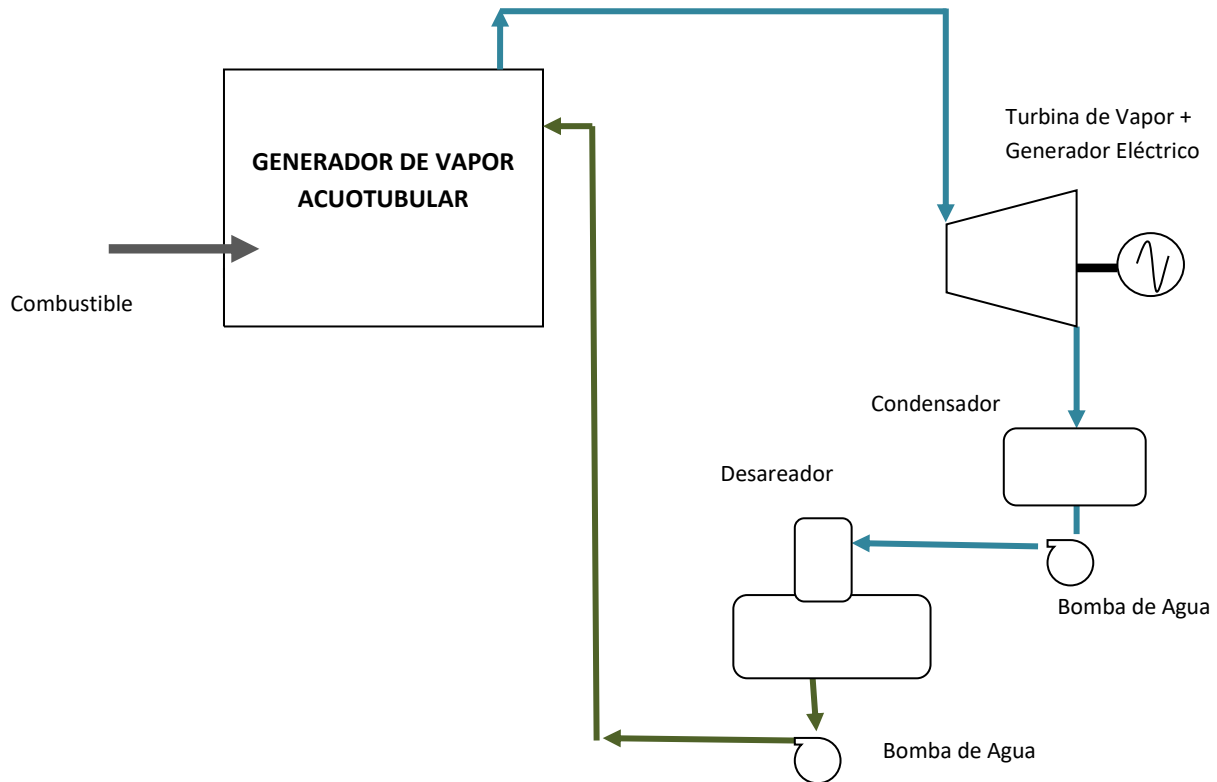 Turbina de Vapor +
Generador Eléctrico
GENERADOR DE VAPOR
ACUOTUBULAR
Combustible
Condensador
Desareador
Bomba de Agua
Bomba de Agua